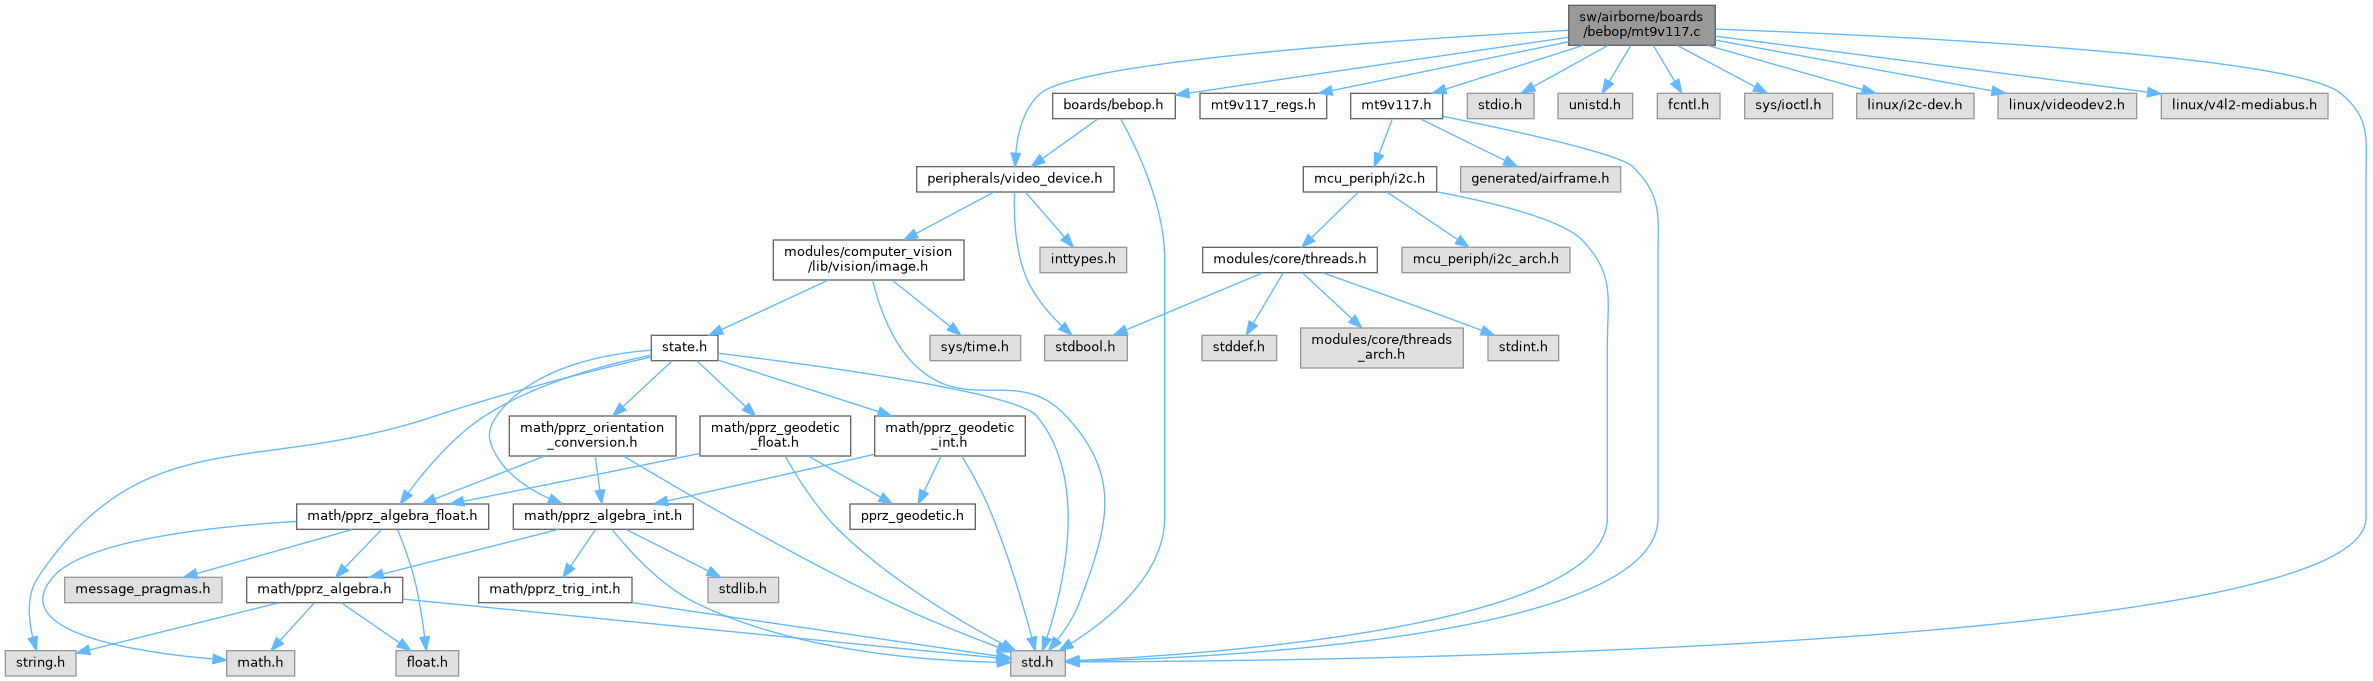 sw/airborne/boards
/bebop/mt9v117.c
boards/bebop.h
mt9v117_regs.h
mt9v117.h
stdio.h
unistd.h
fcntl.h
sys/ioctl.h
linux/i2c-dev.h
linux/videodev2.h
linux/v4l2-mediabus.h
peripherals/video_device.h
mcu_periph/i2c.h
generated/airframe.h
modules/computer_vision
/lib/vision/image.h
inttypes.h
modules/core/threads.h
mcu_periph/i2c_arch.h
state.h
sys/time.h
stdbool.h
stddef.h
modules/core/threads
_arch.h
stdint.h
math/pprz_orientation
_conversion.h
math/pprz_geodetic
_float.h
math/pprz_geodetic
_int.h
math/pprz_algebra_float.h
math/pprz_algebra_int.h
pprz_geodetic.h
message_pragmas.h
math/pprz_algebra.h
math/pprz_trig_int.h
stdlib.h
string.h
math.h
float.h
std.h